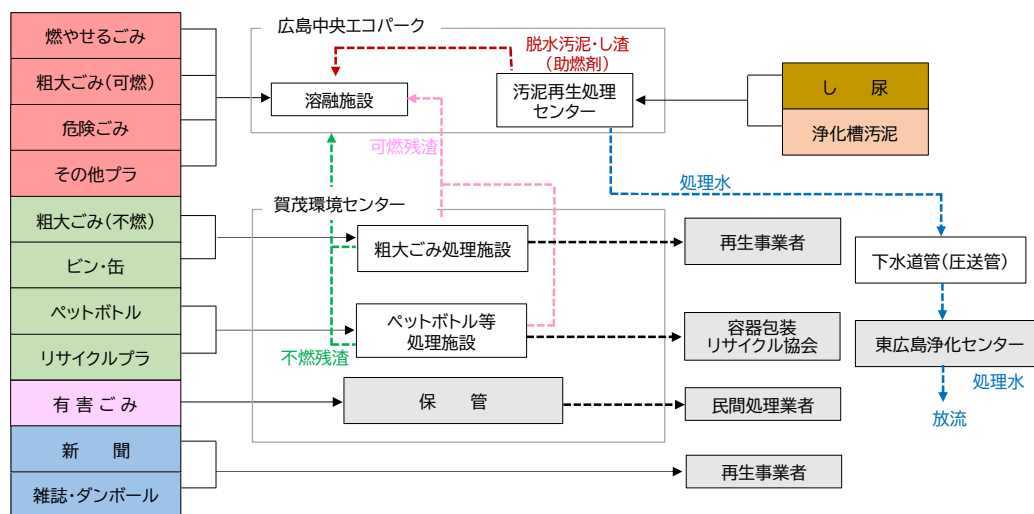 燃やせるごみ
粗大ごみ(可燃)
危険ごみ
その他プラ
粗大ごみ(不燃)
ビン・缶
ペットボトル
リサイクルプラ
有害ごみ
新　聞
雑誌・ダンボール
広島中央エコパーク
脱水汚泥・し渣
(助燃剤)
溶融施設
汚泥再生処理
センター
し　尿
浄化槽汚泥
可燃残渣
処理水
賀茂環境センター
粗大ごみ処理施設
再生事業者
下水道管(圧送管)
ペットボトル等
処理施設
不燃残渣
容器包装
リサイクル協会
東広島浄化センター
処理水
放流
保　管
民間処理業者
再生事業者